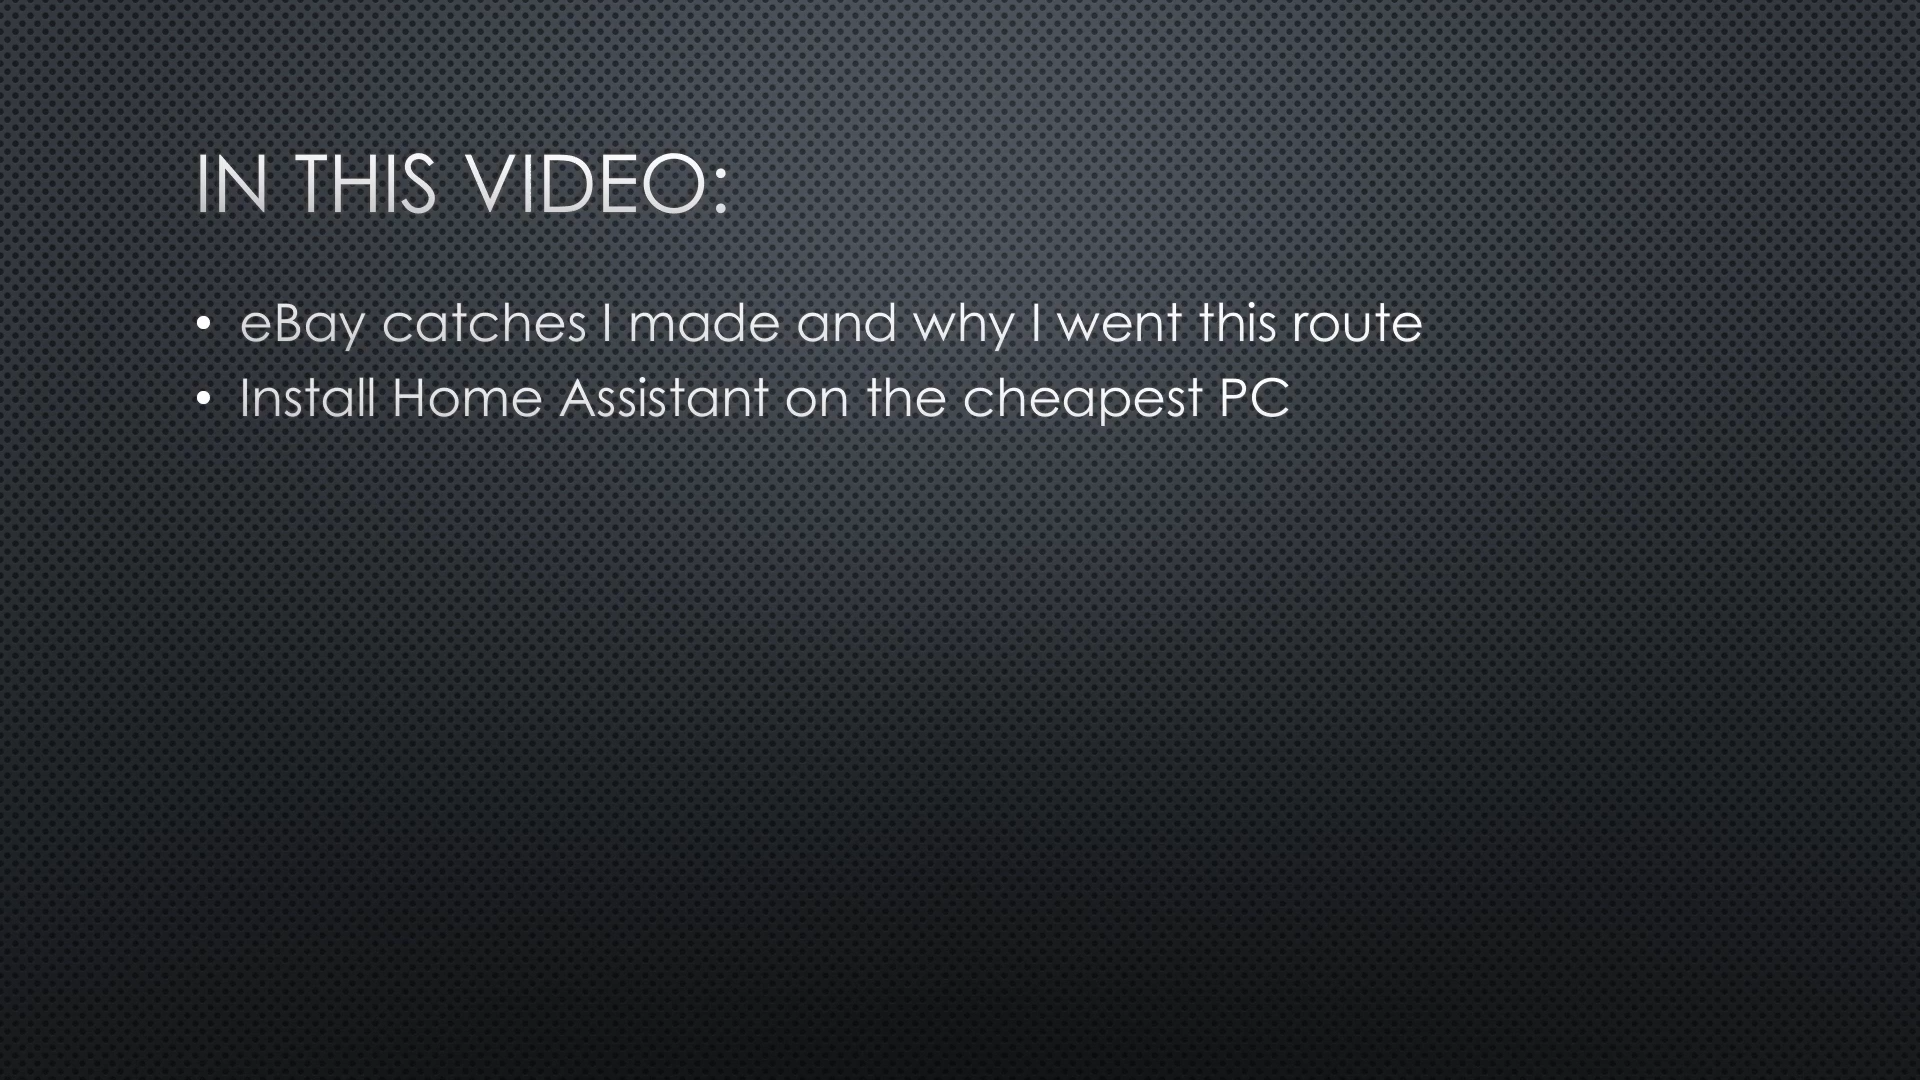 IN THIS VIDEO:
• eBay catches I made and why I went this route
• Install Home Assistant on the cheapest PC